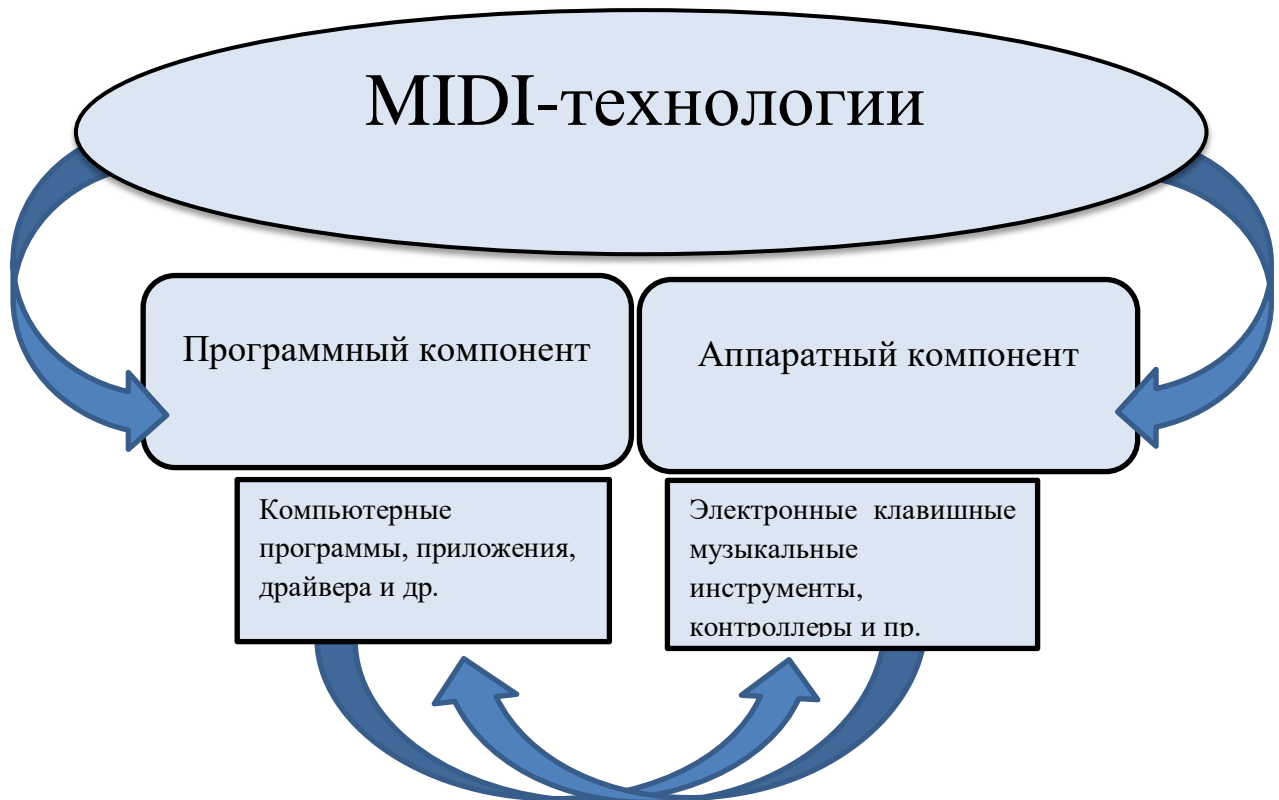 MIDI-технологии
Программный компонент
Аппаратный компонент
Компьютерные
программы, приложения,
драйвера и др.
Электронные клавишные
музыкальные
инструменты,
контроллеры и пр.